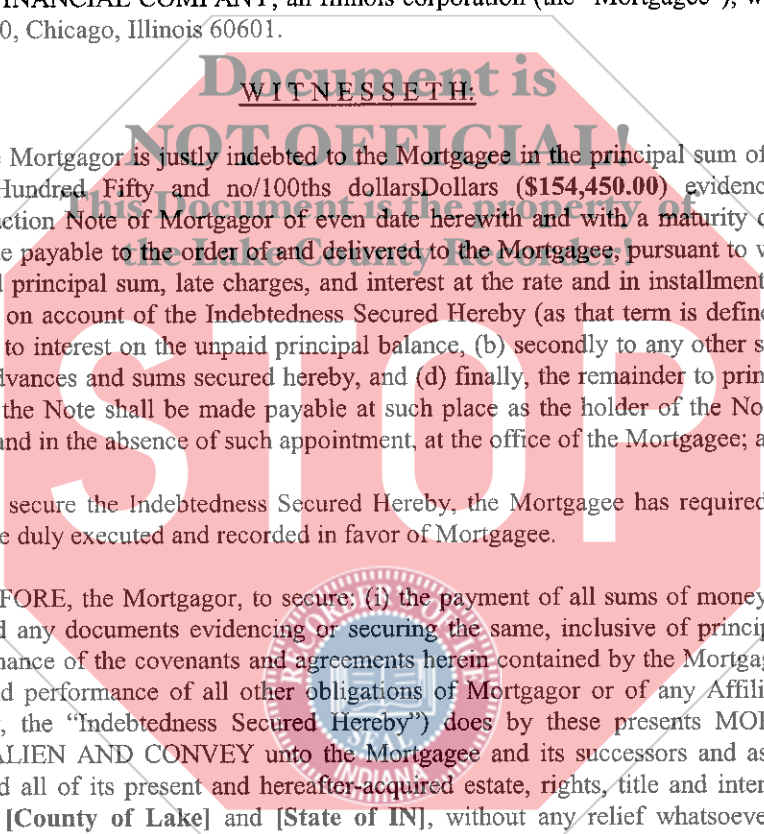 FINANCIAL COMPANY, an Illinois corporation (the "Mortgagee"), w
0, Chicago, Illinois 60601.
Document is
WITNESSETH:
NOT OFFICIAL!
Mortgagor is justly indebted to the Mortgagee in the principal sum of
Hundred Fifty and no/100ths dollarsDollars ($154,450.00) evidenc
This Document is the property of
ction Note of Mortgagor of even date herewith and with a maturity
e payable to the order of and delivered to the Mortgagee, pursuant to
the Lake County Recorder!
principal sum, late charges, and interest at the rate and in installment
on account of the Indebtedness Secured Hereby (as that term is define
to interest on the unpaid principal balance, (b) secondly to any other s
dvances and sums secured hereby, and (d) finally, the remainder to prin
the Note shall be made payable at such place as the holder of the No
and in the absence of such appointment, at the office of the Mortgagee; a
STOP
secure the Indebtedness Secured Hereby, the Mortgagee has required
e duly executed and recorded in favor of Mortgagee.
FORE, the Mortgagor, to secure: (i) the payment of all sums of money
d any documents evidencing or securing the same, inclusive of princip
nance of the covenants and agreements herein contained by the Mortgag
d performance of all other obligations of Mortgagor or of any Affili
, the "Indebtedness Secured Hereby") does by these presents MOR
ALIEN AND CONVEY unto the Mortgagee and its successors and as
d all of its present and hereafter-acquired estate, rights, title and inter
[County of Lake] and [State of IN], without any relief whatsoeve
RECORDER OF
SEAL
INDIANA